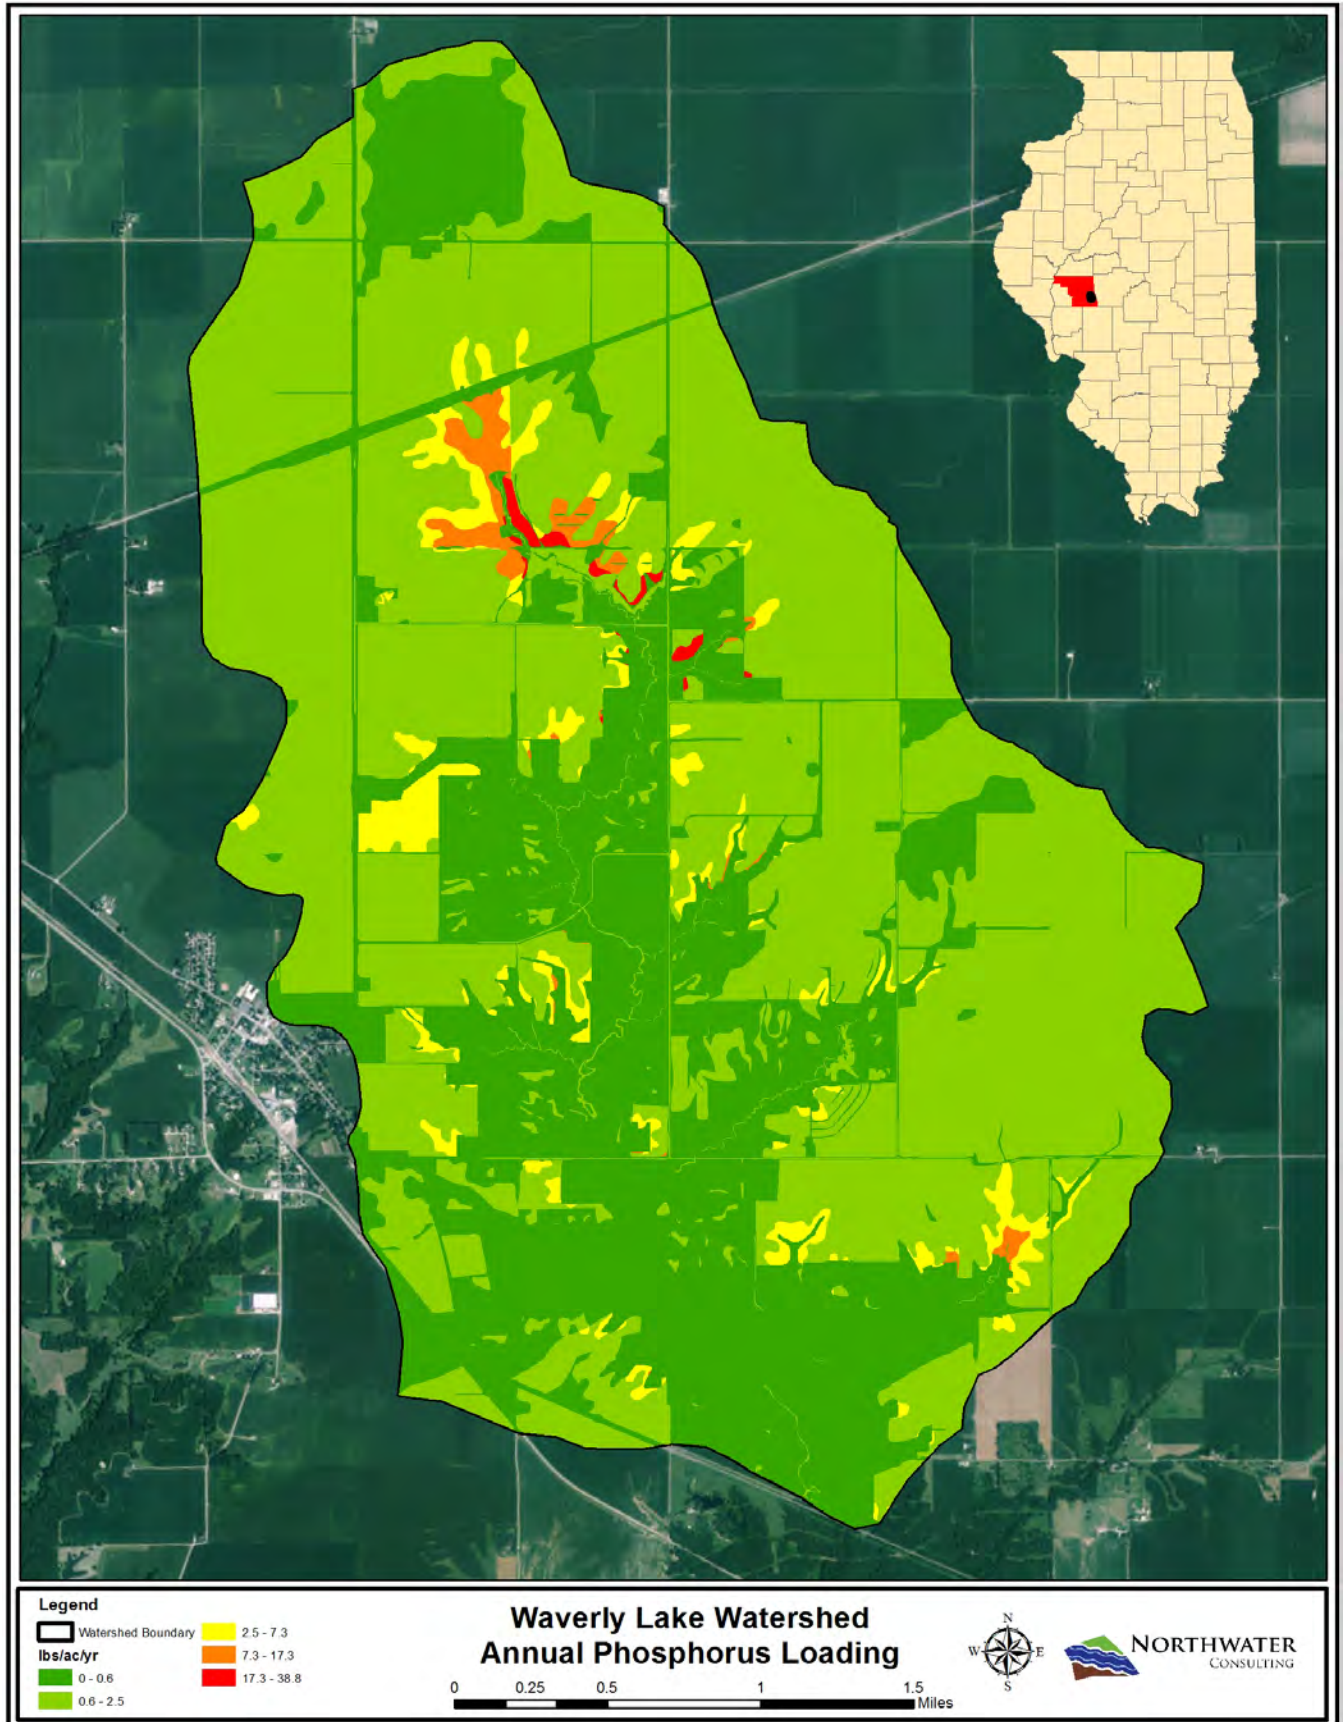 Legend
Watershed Boundary
lbs/ac/yr
0 - 0.6
0.6 - 2.5
2.5 - 7.3
7.3 - 17.3
17.3 - 38.8
Waverly Lake Watershed
Annual Phosphorus Loading
0 0.25 0.5 1 1.5
Miles
N
W E
S
NORTHWATER
CONSULTING